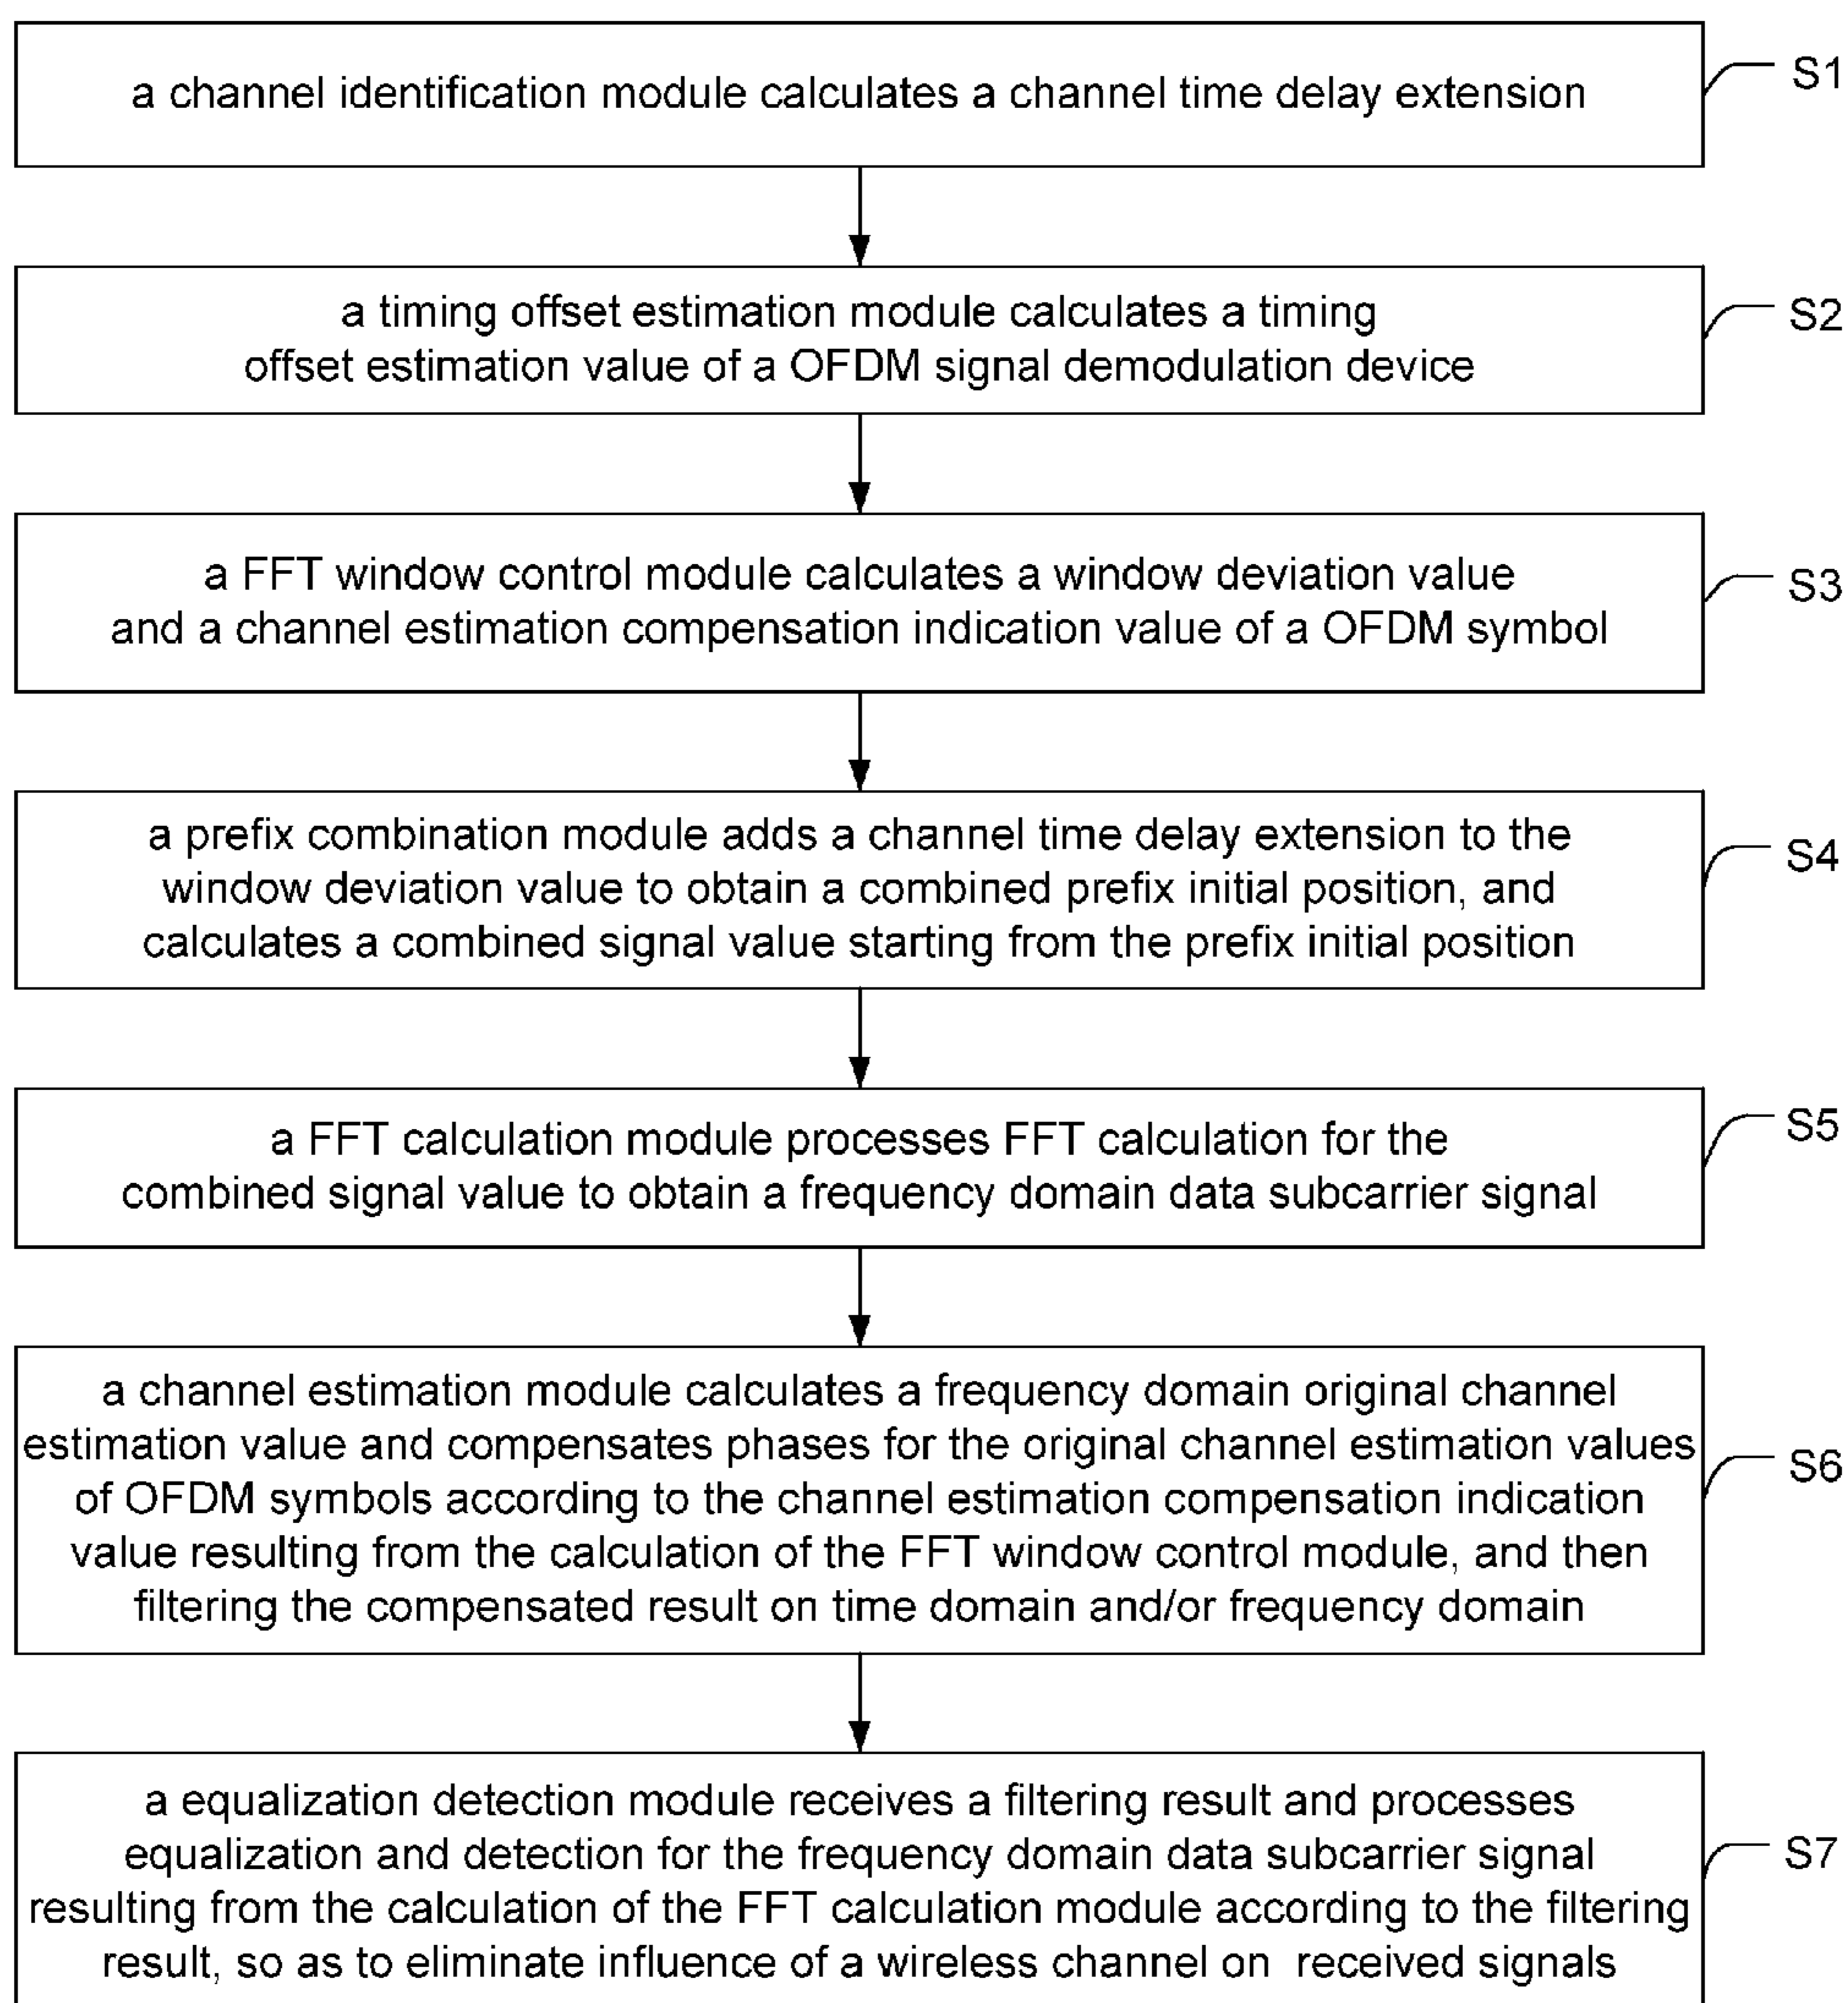 a channel identification module calculates a channel time delay extension
S1
a timing offset estimation module calculates a timing
offset estimation value of a OFDM signal demodulation device
S2
a FFT window control module calculates a window deviation value
and a channel estimation compensation indication value of a OFDM symbol
S3
a prefix combination module adds a channel time delay extension to the
window deviation value to obtain a combined prefix initial position, and
calculates a combined signal value starting from the prefix initial position
S4
a FFT calculation module processes FFT calculation for the
combined signal value to obtain a frequency domain data subcarrier signal
S5
a channel estimation module calculates a frequency domain original channel
estimation value and compensates phases for the original channel estimation values
of OFDM symbols according to the channel estimation compensation indication
value resulting from the calculation of the FFT window control module, and then
filtering the compensated result on time domain and/or frequency domain
S6
a equalization detection module receives a filtering result and processes
equalization and detection for the frequency domain data subcarrier signal
resulting from the calculation of the FFT calculation module according to the filtering
result, so as to eliminate influence of a wireless channel on received signals
S7